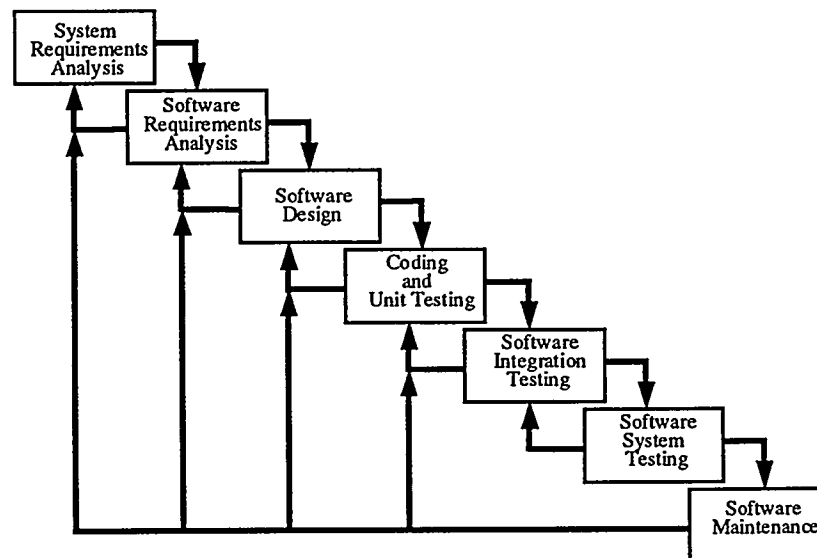 System
Requirements
Analysis
Software
Requirements
Analysis
Software
Design
Coding
and
Unit Testing
Software
Integration
Testing
Software
System
Testing
Software
Maintenance